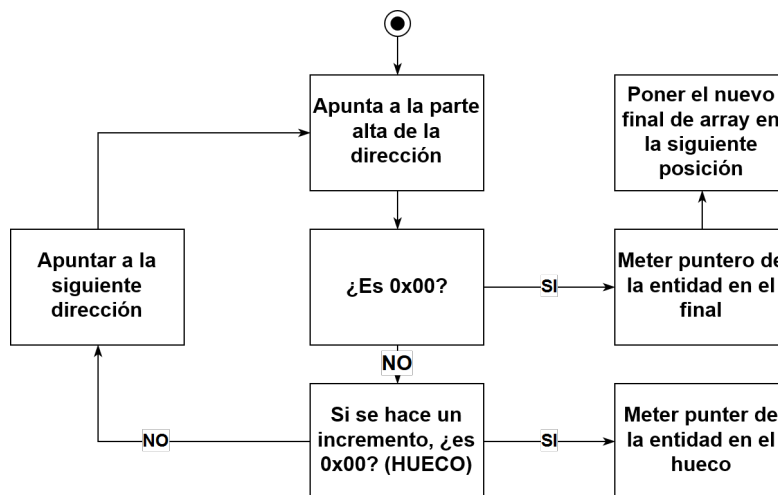 Apunta a la parte
alta de la
dirección
Poner el nuevo
final de array en
la siguiente
posición
Apuntar a la
siguiente
dirección
¿Es 0x00?
SI
Meter puntero de
la entidad en el
final
NO
Si se hace un
incremento, ¿es
0x00? (HUECO)
NO
SI
Meter punter de
la entidad en el
hueco